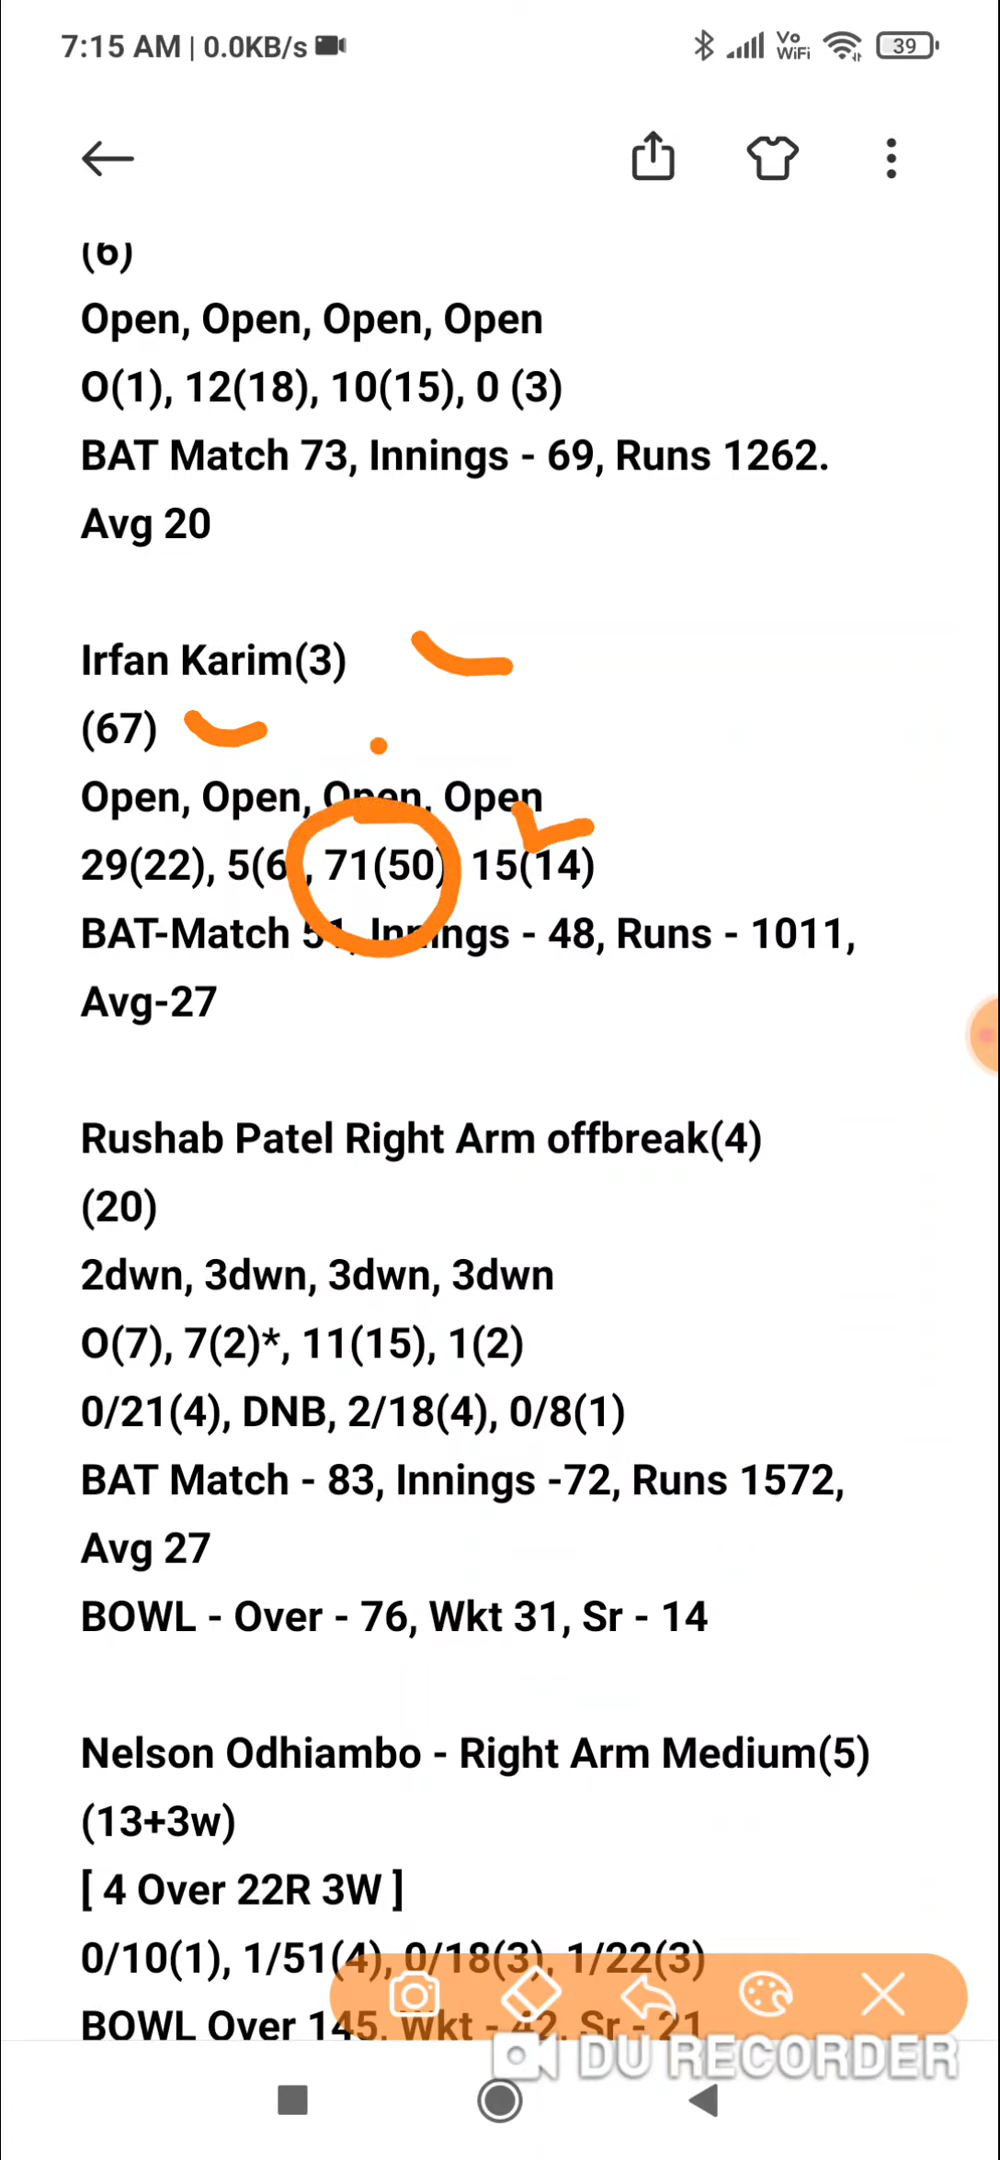 7:15 AM | 0.0KB/s
Vo WiFi
39
(6)
Open, Open, Open, Open
O(1), 12(18), 10(15), 0 (3)
BAT Match 73, Innings - 69, Runs 1262.
Avg 20
Irfan Karim(3)
(67)
Open, Open, Open, Open
29(22), 5(6), 71(50), 15(14)
BAT-Match 51, Innings - 48, Runs - 1011,
Avg-27
Rushab Patel Right Arm offbreak(4)
(20)
2dwn, 3dwn, 3dwn, 3dwn
O(7), 7(2)*, 11(15), 1(2)
0/21(4), DNB, 2/18(4), 0/8(1)
BAT Match - 83, Innings -72, Runs 1572,
Avg 27
BOWL - Over - 76, Wkt 31, Sr - 14
Nelson Odhiambo - Right Arm Medium(5)
(13+3w)
[ 4 Over 22R 3W ]
0/10(1), 1/51(4), 0/18(3), 1/22(3)
BOWL Over 145, Wkt - 42, Sr - 21
DU RECORDER